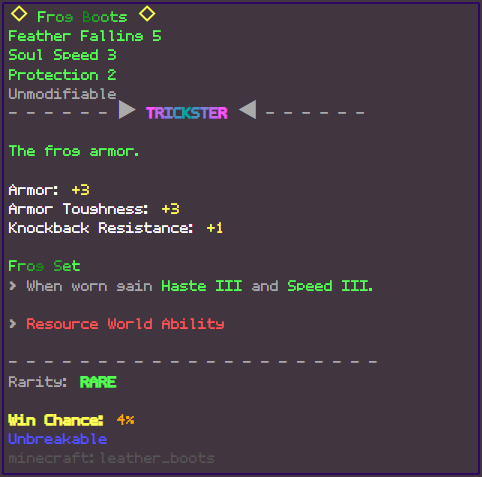 ◇ Frog Boots ◇
Feather Falling 5
Soul Speed 3
Protection 2
Unmodifiable
- - - - - - ▶ TRICKSTER ◀ - - - - - -
The frog armor.
Armor: +3
Armor Toughness: +3
Knockback Resistance: +1
Frog Set
> When worn gain Haste III and Speed III.
> Resource World Ability
- - - - - - - - - - - - - - - - - - - - -
Rarity: RARE
Win Chance: 4%
Unbreakable
minecraft:leather_boots